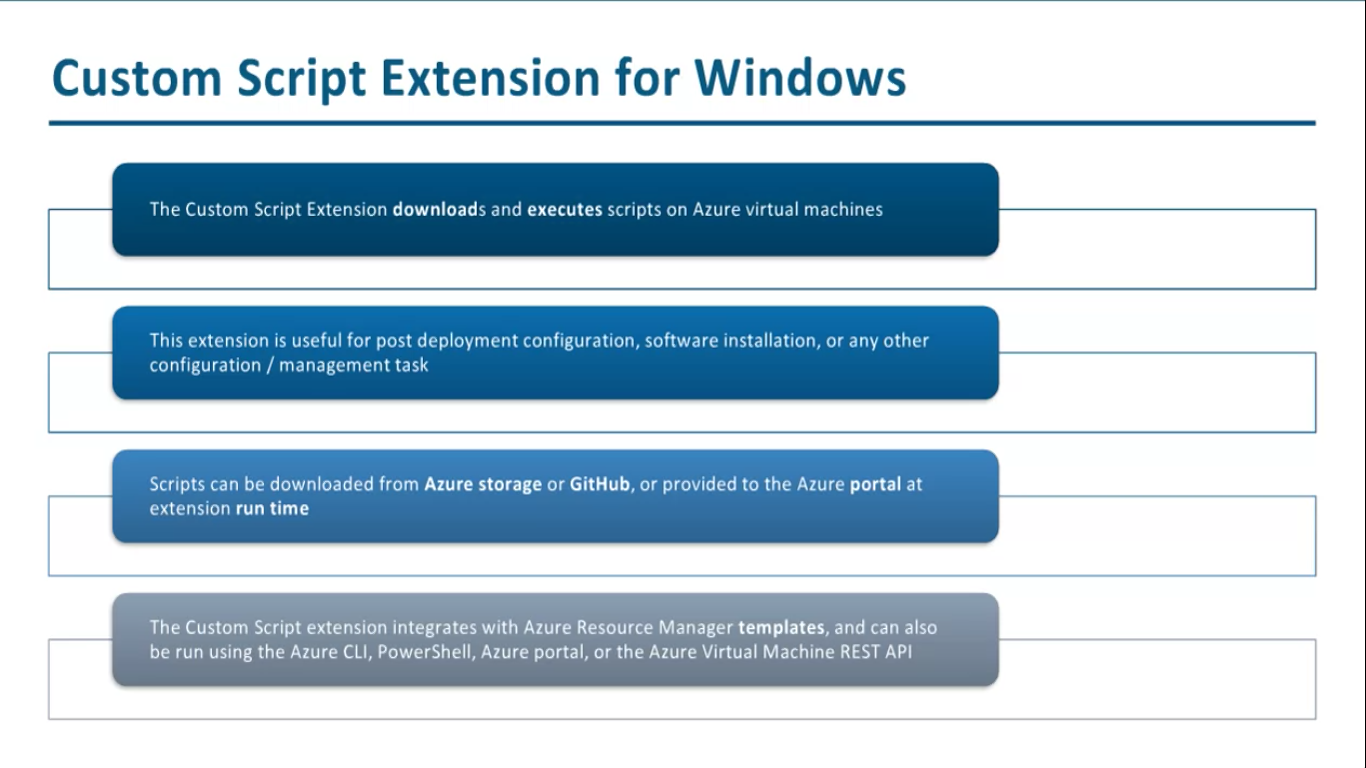 Custom Script Extension for Windows
The Custom Script Extension downloads and executes scripts on Azure virtual machines
This extension is useful for post deployment configuration, software installation, or any other
configuration / management task
Scripts can be downloaded from Azure storage or GitHub, or provided to the Azure portal at
extension run time
The Custom Script extension integrates with Azure Resource Manager templates, and can also
be run using the Azure CLI, PowerShell, Azure portal, or the Azure Virtual Machine REST API